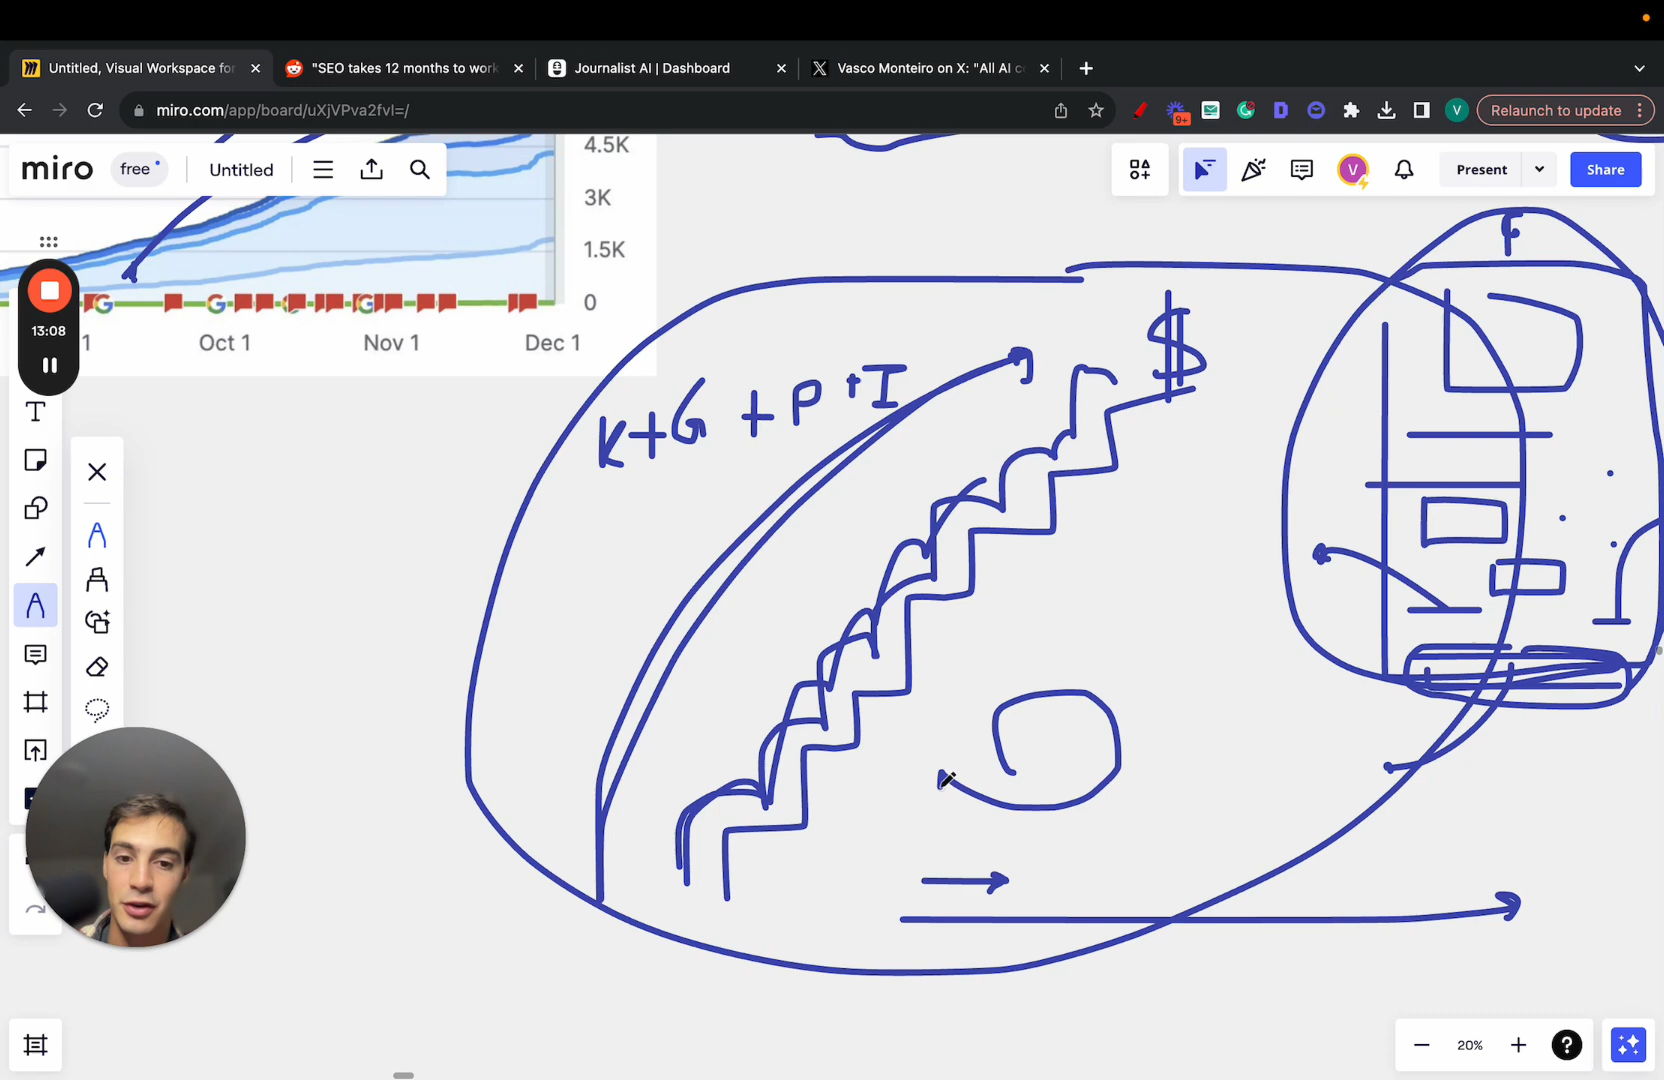 Untitled, Visual Workspace for
"SEO takes 12 months to work
Journalist AI | Dashboard
Vasco Monteiro on X: "All AI c
miro.com/app/board/uXjVPva2fvI=/
9+
V
Relaunch to update
miro
free
Untitled
V
Present
Share
4.5K
3K
1.5K
0
Oct 1
Nov 1
Dec 1
13:08
K+G +P +I
$
20%